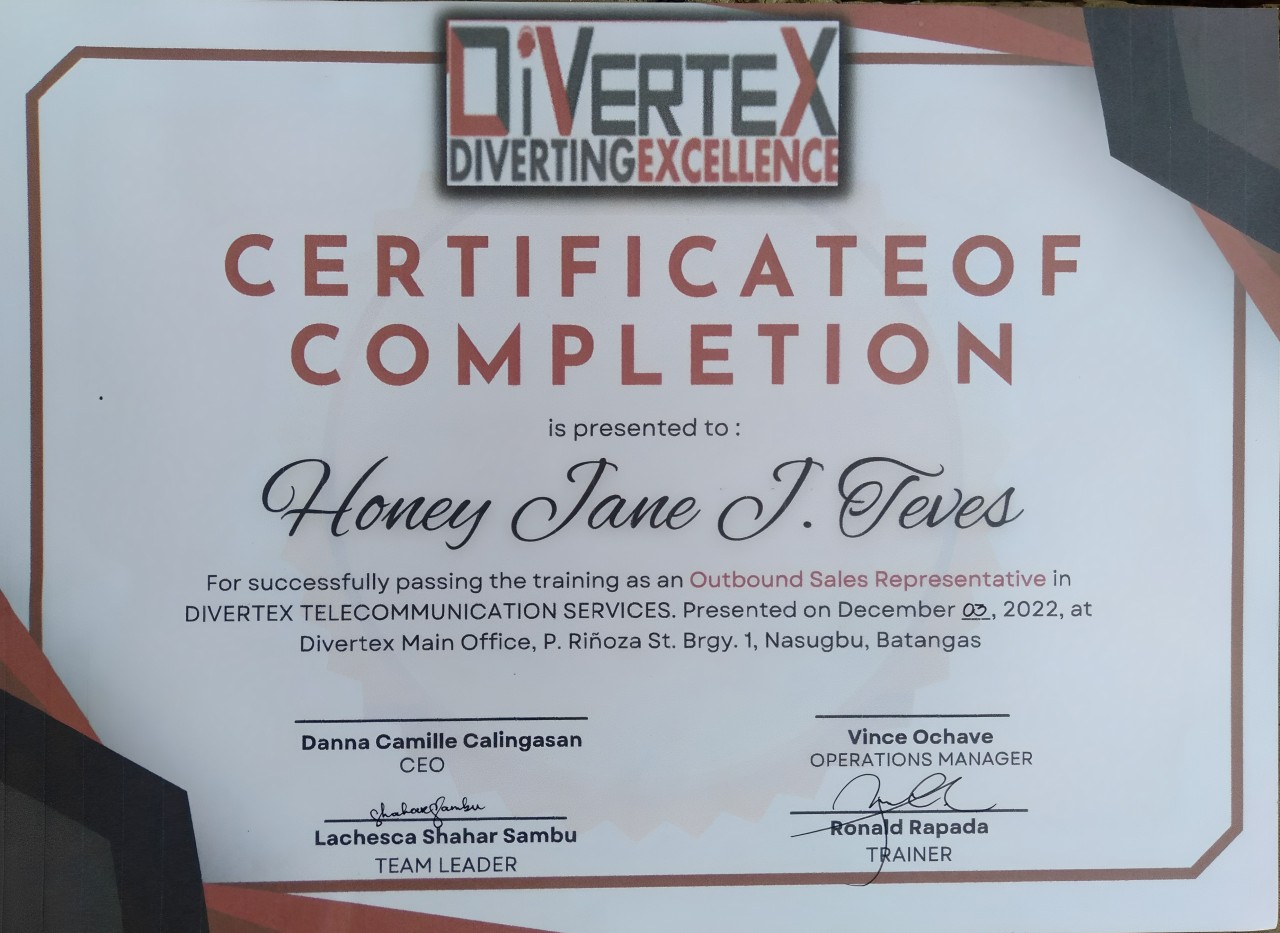 DiVERTEX
DIVERTINGEXCELLENCE
CERTIFICATEOF
COMPLETION
is presented to :
Honey Jane J. Teves
For successfully passing the training as an Outbound Sales Representative in
DIVERTEX TELECOMMUNICATION SERVICES. Presented on December 03, 2022, at
Divertex Main Office, P. Riñoza St. Brgy. 1, Nasugbu, Batangas
Danna Camille Calingasan
CEO
Vince Ochave
OPERATIONS MANAGER
ShaharSambu
Lachesca Shahar Sambu
TEAM LEADER
Ronald Rapada
TRAINER